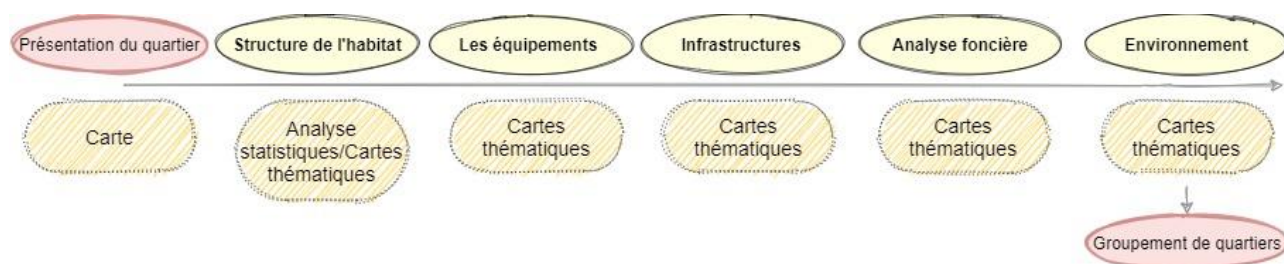 Présentation du quartier
Structure de l'habitat
Les équipements
Infrastructures
Analyse foncière
Environnement
Carte
Analyse
statistiques/Cartes
thématiques
Cartes
thématiques
Cartes
thématiques
Cartes
thématiques
Cartes
thématiques
Groupement de quartiers